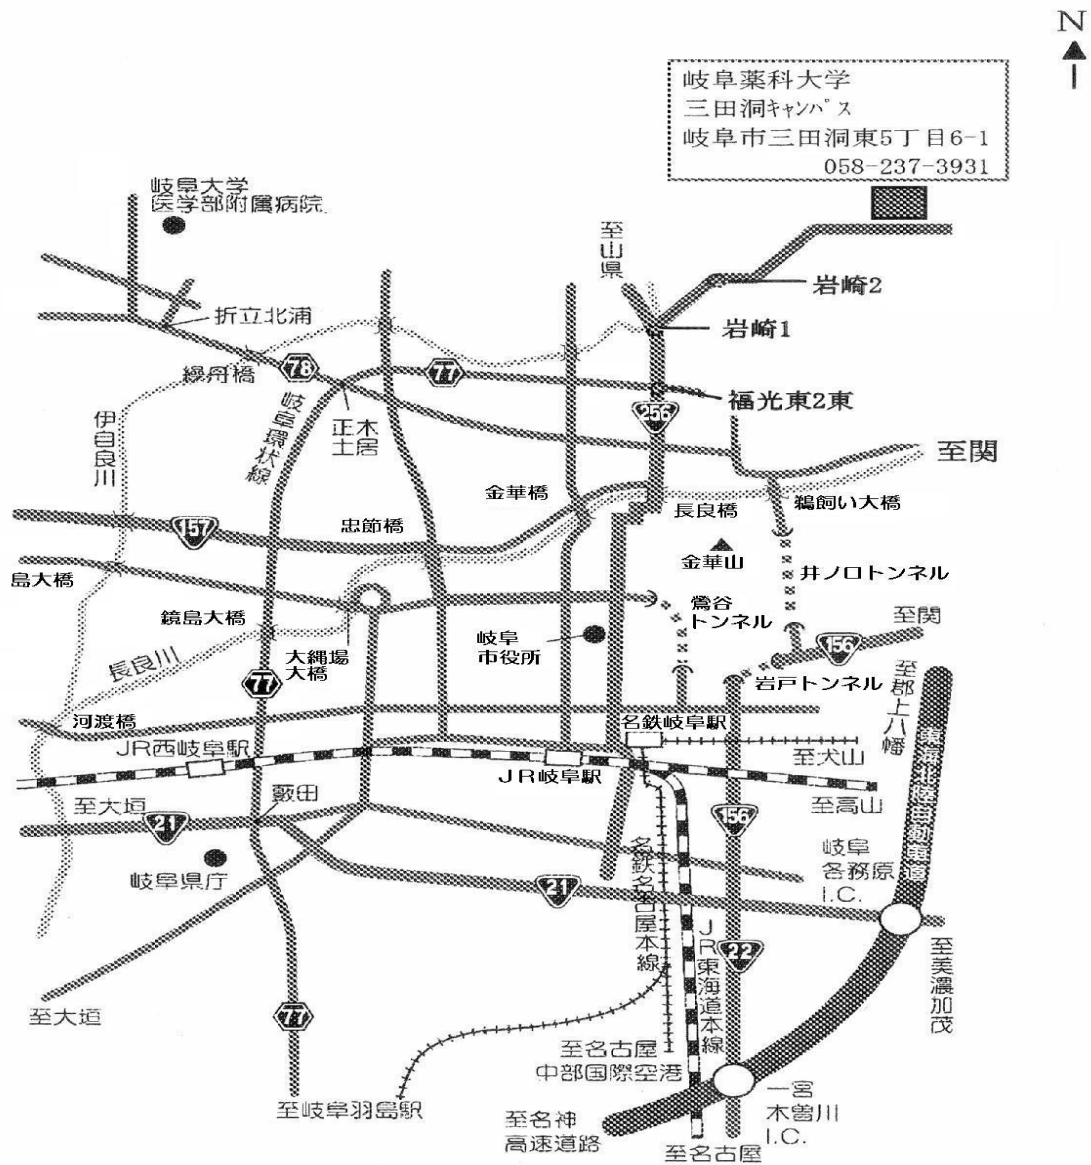 N
岐阜薬科大学
三田洞キャンパス
岐阜市三田洞東5丁目6-1
058-237-3931
岐阜大学
医学部附属病院
至山県
岩崎2
折立北浦
岩崎1
繰舟橋
78
77
福光東2東
256
伊自良川
岐阜環状線
正木
土居
至関
金華橋
長良橋
鵜飼い大橋
157
忠節橋
金華山
島大橋
井ノ口トンネル
鏡島大橋
鶯谷
トンネル
至関
岐阜
市役所
156
長良川
大縄場
大橋
77
岩戸トンネル
至郡上八幡
河渡橋
名鉄岐阜駅
JR西岐阜駅
至犬山
JR岐阜駅
東海北陸自動車道
至大垣
藪田
至高山
21
156
岐阜県庁
名鉄名古屋本線
岐阜
各務原
I.C.
21
JR東海道本線
22
至美濃加茂
至大垣
77
至名古屋
中部国際空港
至岐阜羽島駅
一宮
木曽川
I.C.
至名神
高速道路
至名古屋